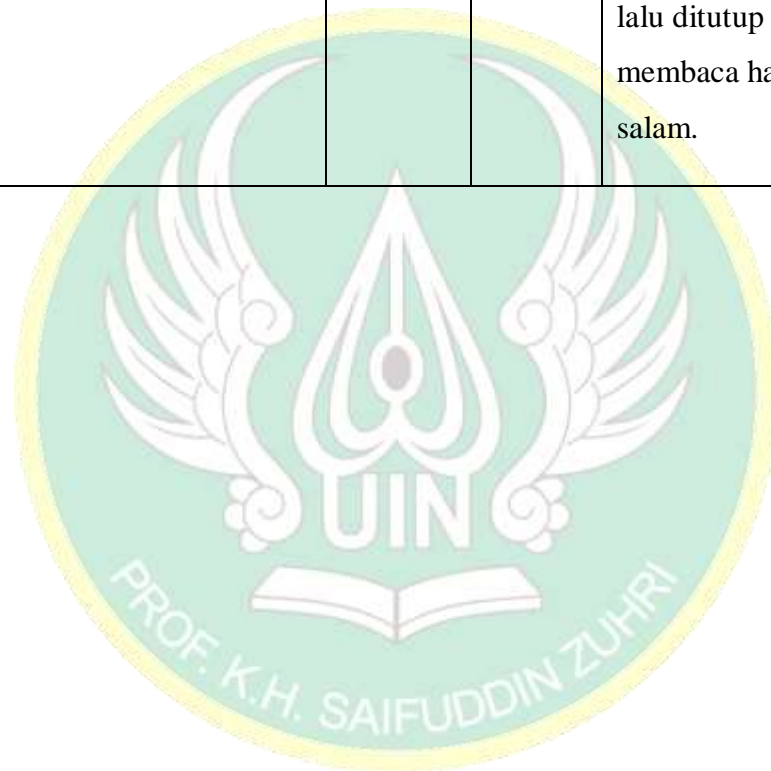 lalu ditutup
membaca ha
salam.
UIN
PROF. K.H. SAIFUDDIN ZUHRI